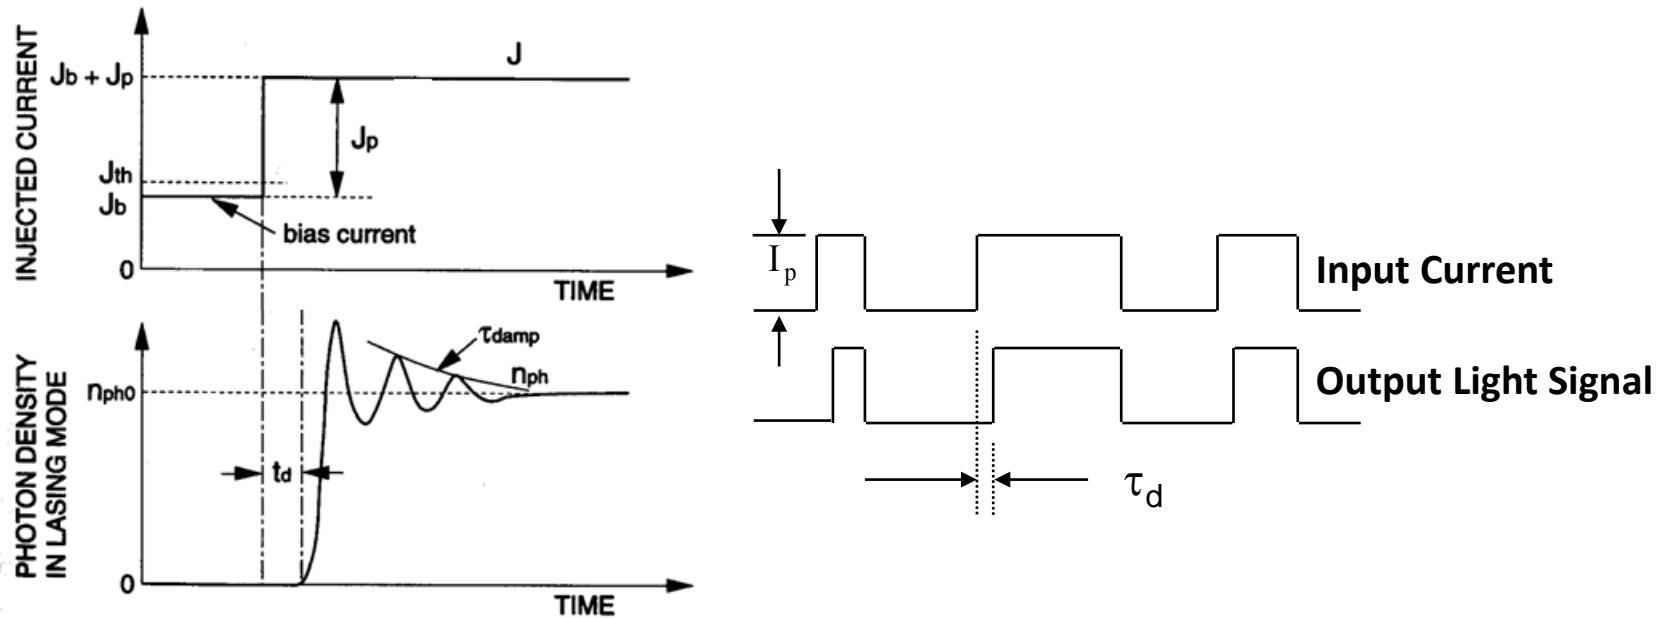 INJECTED CURRENT
Jb + Jp
J
Jp
Jth
Jb
bias current
0
TIME
PHOTON DENSITY
IN LASING MODE
nph0
τdamp
nph
td
0
TIME
Ip
Input Current
Output Light Signal
τd